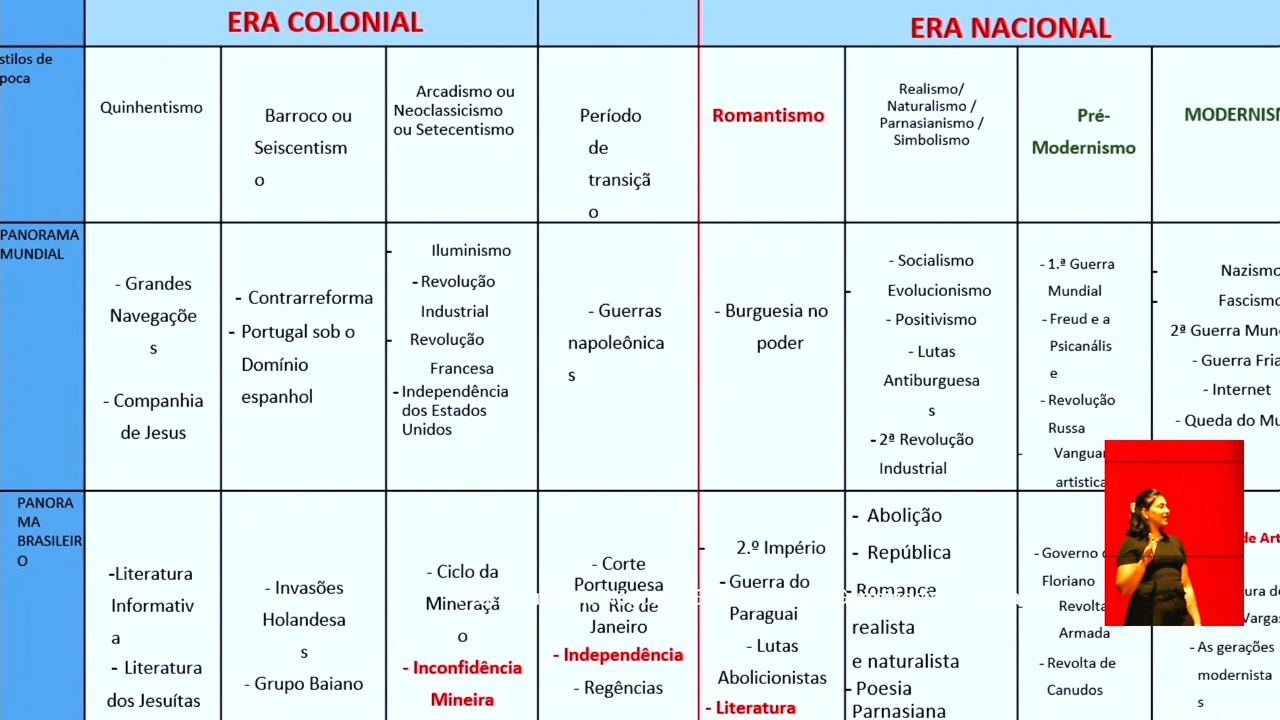 ERA COLONIAL
ERA NACIONAL
stilos de
poca
Quinhentismo
Barroco ou
Seiscentism
o
Arcadismo ou
Neoclassicismo
ou Setecentismo
Período
de
transiçã
o
Romantismo
Realismo/
Naturalismo /
Parnasianismo /
Simbolismo
Pré-
Modernismo
MODERNISM
PANORAMA
MUNDIAL
- Grandes
Navegaçõe
s
- Companhia
de Jesus
- Contrarreforma
- Portugal sob o
Domínio
espanhol
- Iluminismo
- Revolução
Industrial
- Revolução
Francesa
- Independência
dos Estados
Unidos
- Guerras
napoleônica
s
- Burguesia no
poder
- Socialismo
- Evolucionismo
- Positivismo
- Lutas
Antiburguesa
s
- 2ª Revolução
Industrial
- 1.ª Guerra
Mundial
- Freud e a
Psicanális
e
- Revolução
Russa
- Vanguar
artistica
- Nazismo
- Fascismo
2ª Guerra Mun
- Guerra Fria
- Internet
- Queda do Mu
PANORA
MA
BRASILEIR
O
-Literatura
Informativ
a
- Literatura
dos Jesuítas
- Invasões
Holandesa
s
- Grupo Baiano
- Ciclo da
Mineraçã
o
- Inconfidência
Mineira
- Corte
Portuguesa
no Rio de
Janeiro
- Independência
- Regências
- 2.º Império
- Guerra do
Paraguai
- Lutas
Abolicionistas
- Literatura
- Abolição
- República
- Romance
realista
e naturalista
- Poesia
Parnasiana
- Governo
Floriano
Revolta
Armada
- Revolta de
Canudos
de Art
ura de
Vargas
- As gerações
modernista
s